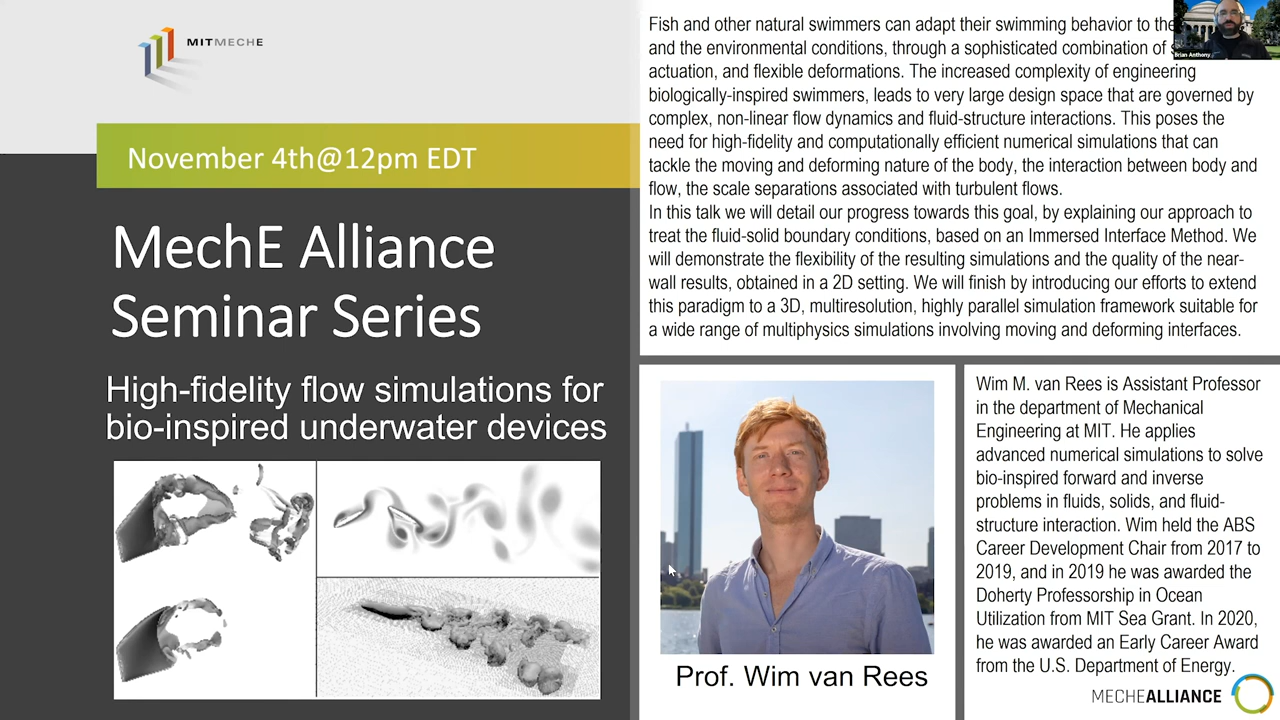 MITMECHE
November 4th@12pm EDT
MechE Alliance
Seminar Series
High-fidelity flow simulations for
bio-inspired underwater devices
Fish and other natural swimmers can adapt their swimming behavior to the
and the environmental conditions, through a sophisticated combination of
actuation, and flexible deformations. The increased complexity of engineering
biologically-inspired swimmers, leads to very large design space that are governed by
complex, non-linear flow dynamics and fluid-structure interactions. This poses the
need for high-fidelity and computationally efficient numerical simulations that can
tackle the moving and deforming nature of the body, the interaction between body and
flow, the scale separations associated with turbulent flows.
In this talk we will detail our progress towards this goal, by explaining our approach to
treat the fluid-solid boundary conditions, based on an Immersed Interface Method. We
will demonstrate the flexibility of the resulting simulations and the quality of the near-
wall results, obtained in a 2D setting. We will finish by introducing our efforts to extend
this paradigm to a 3D, multiresolution, highly parallel simulation framework suitable for
a wide range of multiphysics simulations involving moving and deforming interfaces.
Brian Anthony
Prof. Wim van Rees
Wim M. van Rees is Assistant Professor
in the department of Mechanical
Engineering at MIT. He applies
advanced numerical simulations to solve
bio-inspired forward and inverse
problems in fluids, solids, and fluid-
structure interaction. Wim held the ABS
Career Development Chair from 2017 to
2019, and in 2019 he was awarded the
Doherty Professorship in Ocean
Utilization from MIT Sea Grant. In 2020,
he was awarded an Early Career Award
from the U.S. Department of Energy.
MECHEALLIANCE